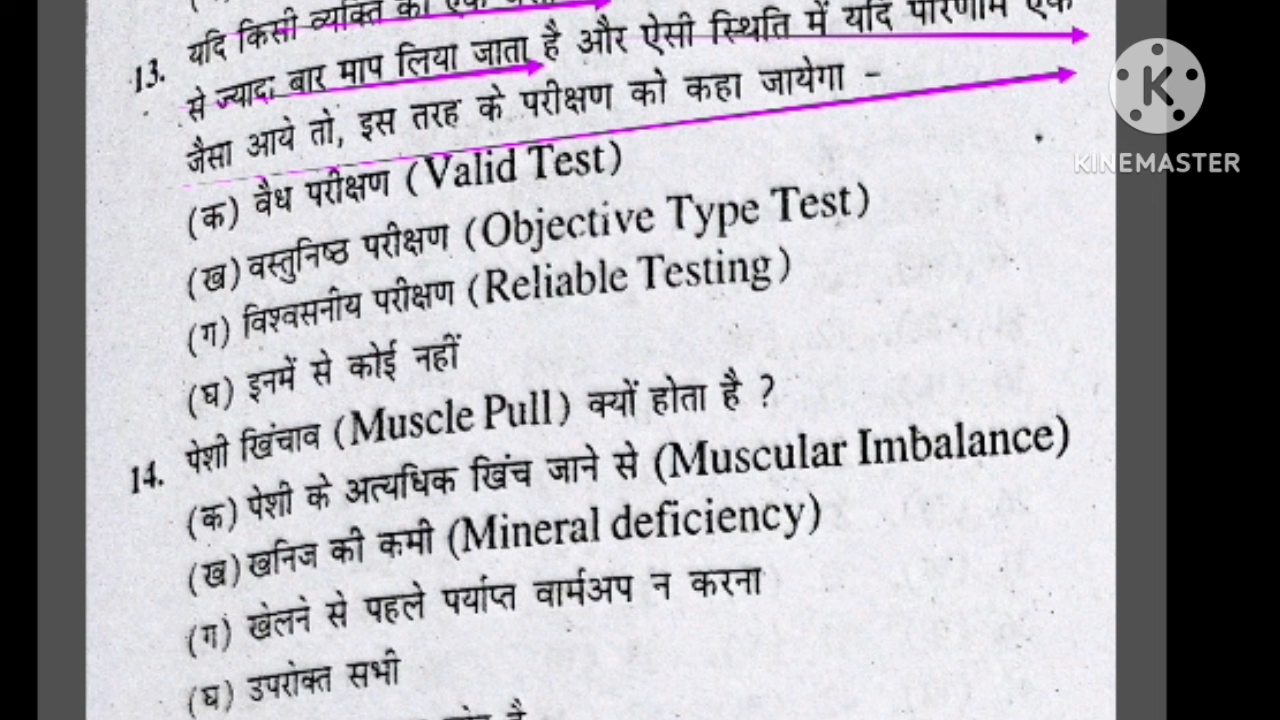 13. यदि किसी व्यक्ति को एक
से ज्यादा बार माप लिया जाता है और ऐसी स्थिति में यदि परिणाम एक
जैसा आये तो, इस तरह के परीक्षण को कहा जायेगा –
(क) वैध परीक्षण (Valid Test)
(ख) वस्तुनिष्ठ परीक्षण (Objective Type Test)
(ग) विश्वसनीय परीक्षण (Reliable Testing)
(घ) इनमें से कोई नहीं
14. पेशी खिंचाव (Muscle Pull) क्यों होता है ?
(क) पेशी के अत्यधिक खिंच जाने से (Muscular Imbalance)
(ख) खनिज की कमी (Mineral deficiency)
(ग) खेलने से पहले पर्याप्त वार्मअप न करना
(घ) उपरोक्त सभी
K
KINEMASTER